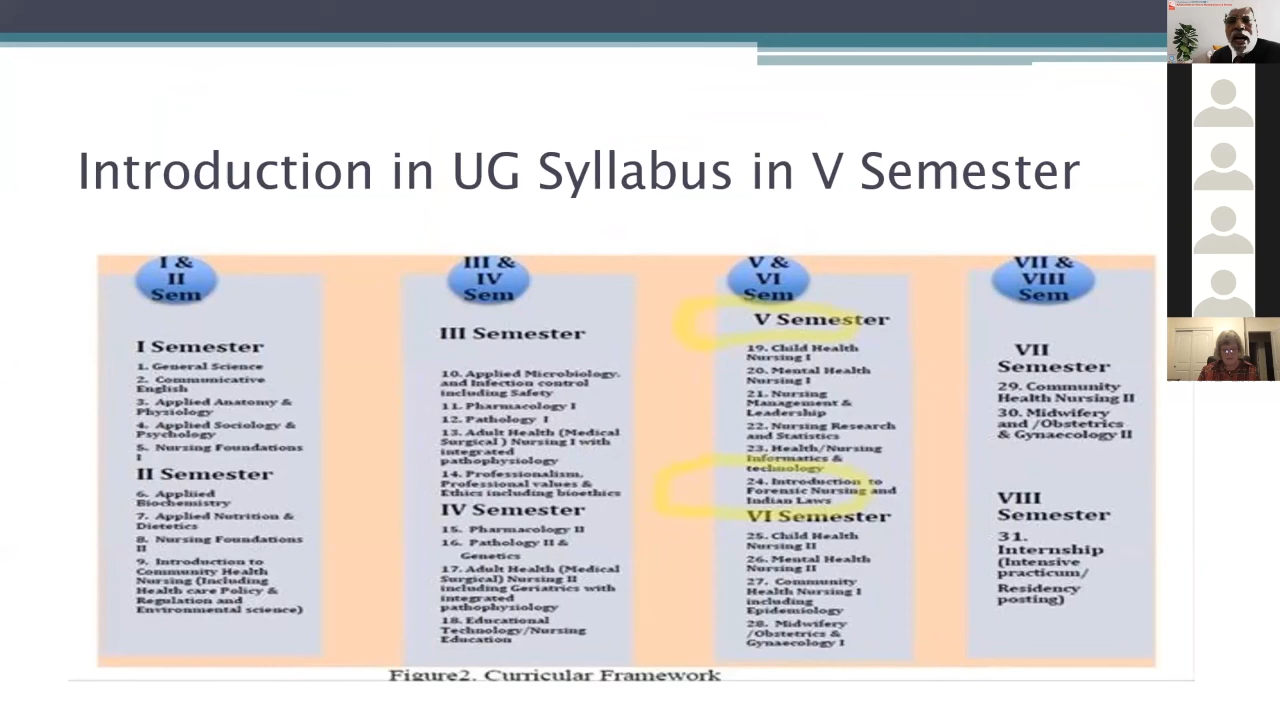 Introduction in UG Syllabus in V Semester
I &
II
Sem
I Semester
1. General Science
2. Communicative
English
3. Applied Anatomy &
Physiology
4. Applied Sociology &
Psychology
5. Nursing Foundations
I
II Semester
6. Appliied
Biochemistry
7. Applied Nutrition &
Dietetics
8. Nursing Foundations
II
9. Introduction to
Community Health
Nursing (Including
Health care Policy &
Regulation and
Environmental science)
III &
IV
Sem
III Semester
10. Applied Microbiology,
and Infection control
including Safety
11. Pharmacology I
12. Pathology I
13. Adult Health (Medical
Surgical ) Nursing I with
integrated
pathophysiology
14. Professionalism,
Professional values &
Ethics including bioethics
IV Semester
15. Pharmacology II
16. Pathology II &
Genetics
17. Adult Health (Medical
Surgical) Nursing II
including Geriatrics with
integrated
pathophysiology
18. Educational
Technology/Nursing
Education
V &
VI
Sem
V Semester
19. Child Health
Nursing I
20. Mental Health
Nursing I
21. Nursing
Management &
Leadership
22. Nursing Research
and Statistics
23. Health/Nursing
Informatics &
technology
24. Introduction to
Forensic Nursing and
Indian Laws
VI Semester
25. Child Health
Nursing II
26. Mental Health
Nursing II
27. Community
Health Nursing I
including
Epidemiology
28. Midwifery
/Obstetrics &
Gynaecology I
VII &
VIII
Sem
VII
Semester
29. Community
Health Nursing II
30. Midwifery
and /Obstetrics
& Gynaecology II
VIII
Semester
31.
Internship
(Intensive
practicum/
Residency
posting)
Figure2. Curricular Framework